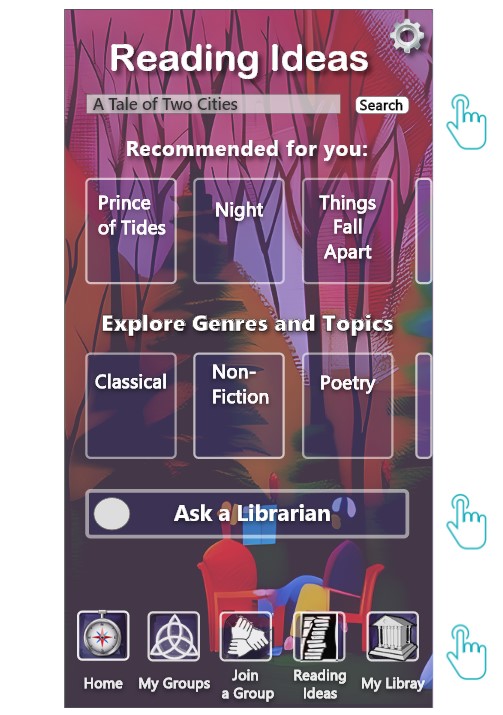 Reading Ideas
A Tale of Two Cities
Search
Recommended for you:
Prince
of Tides
Night
Things
Fall
Apart
Explore Genres and Topics
Classical
Non-
Fiction
Poetry
Ask a Librarian
Home
My Groups
Join
a Group
Reading
Ideas
My Libray